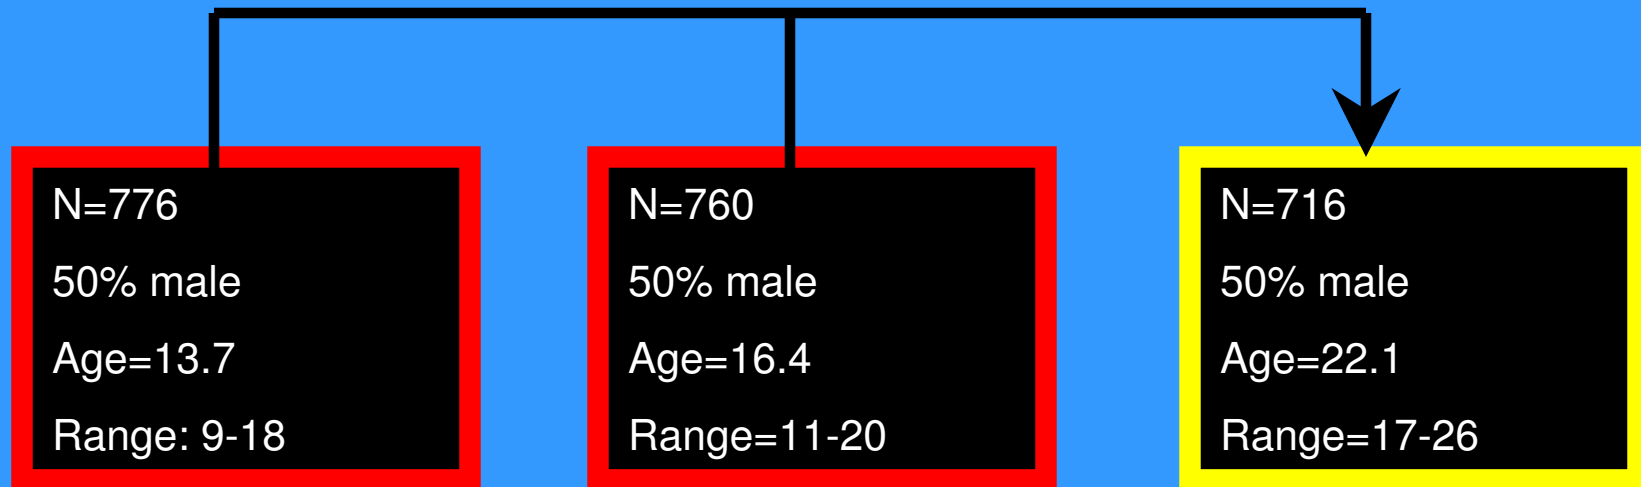 N=776
50% male
Age=13.7
Range: 9-18
N=760
50% male
Age=16.4
Range=11-20
N=716
50% male
Age=22.1
Range=17-26